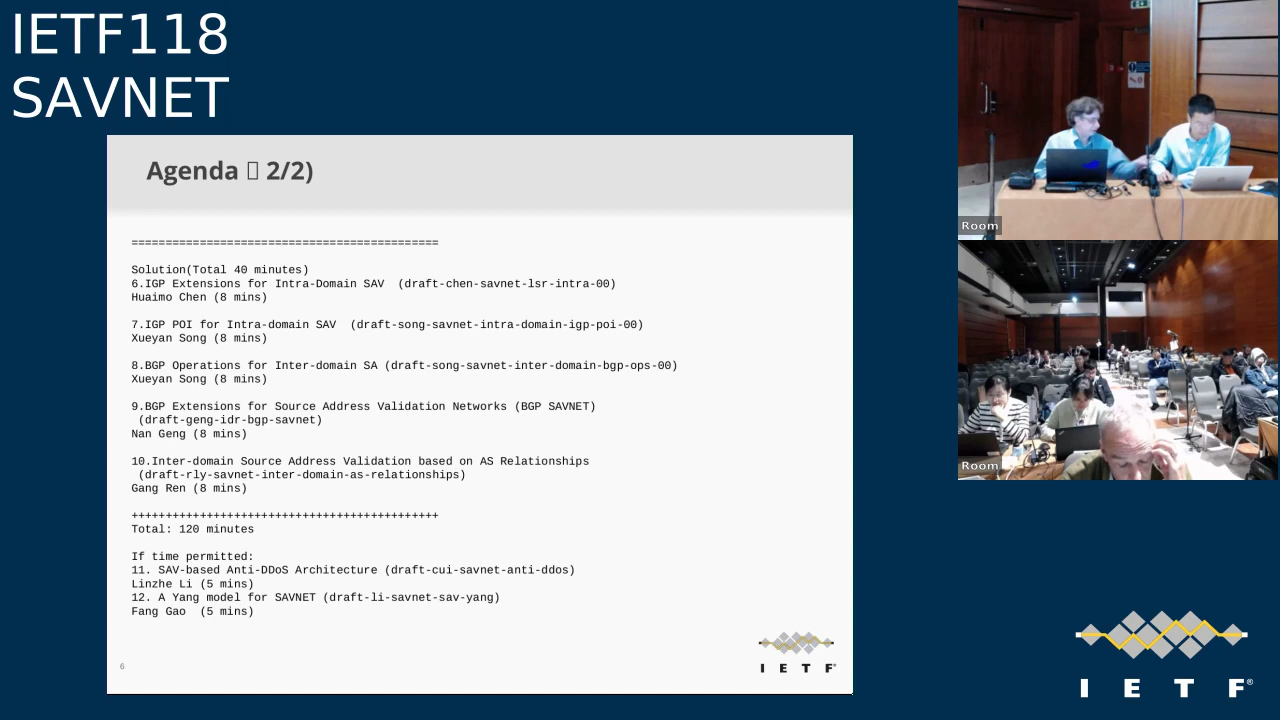 IETF118
SAVNET
Agenda 2/2)
=============================================
Solution(Total 40 minutes)
6.IGP Extensions for Intra-Domain SAV  (draft-chen-savnet-lsr-intra-00)
Huaimo Chen (8 mins)
7.IGP POI for Intra-domain SAV  (draft-song-savnet-intra-domain-igp-poi-00)
Xueyan Song (8 mins)
8.BGP Operations for Inter-domain SA (draft-song-savnet-inter-domain-bgp-ops-00)
Xueyan Song (8 mins)
9.BGP Extensions for Source Address Validation Networks (BGP SAVNET)
(draft-geng-idr-bgp-savnet)
Nan Geng (8 mins)
10.Inter-domain Source Address Validation based on AS Relationships
(draft-rly-savnet-inter-domain-as-relationships)
Gang Ren (8 mins)
+++++++++++++++++++++++++++++++++++++++++++++
Total: 120 minutes
If time permitted:
11. SAV-based Anti-DDoS Architecture (draft-cui-savnet-anti-ddos)
Linzhe Li (5 mins)
12. A Yang model for SAVNET (draft-li-savnet-sav-yang)
Fang Gao  (5 mins)
6
I E T F®
Room
Room
I E T F®